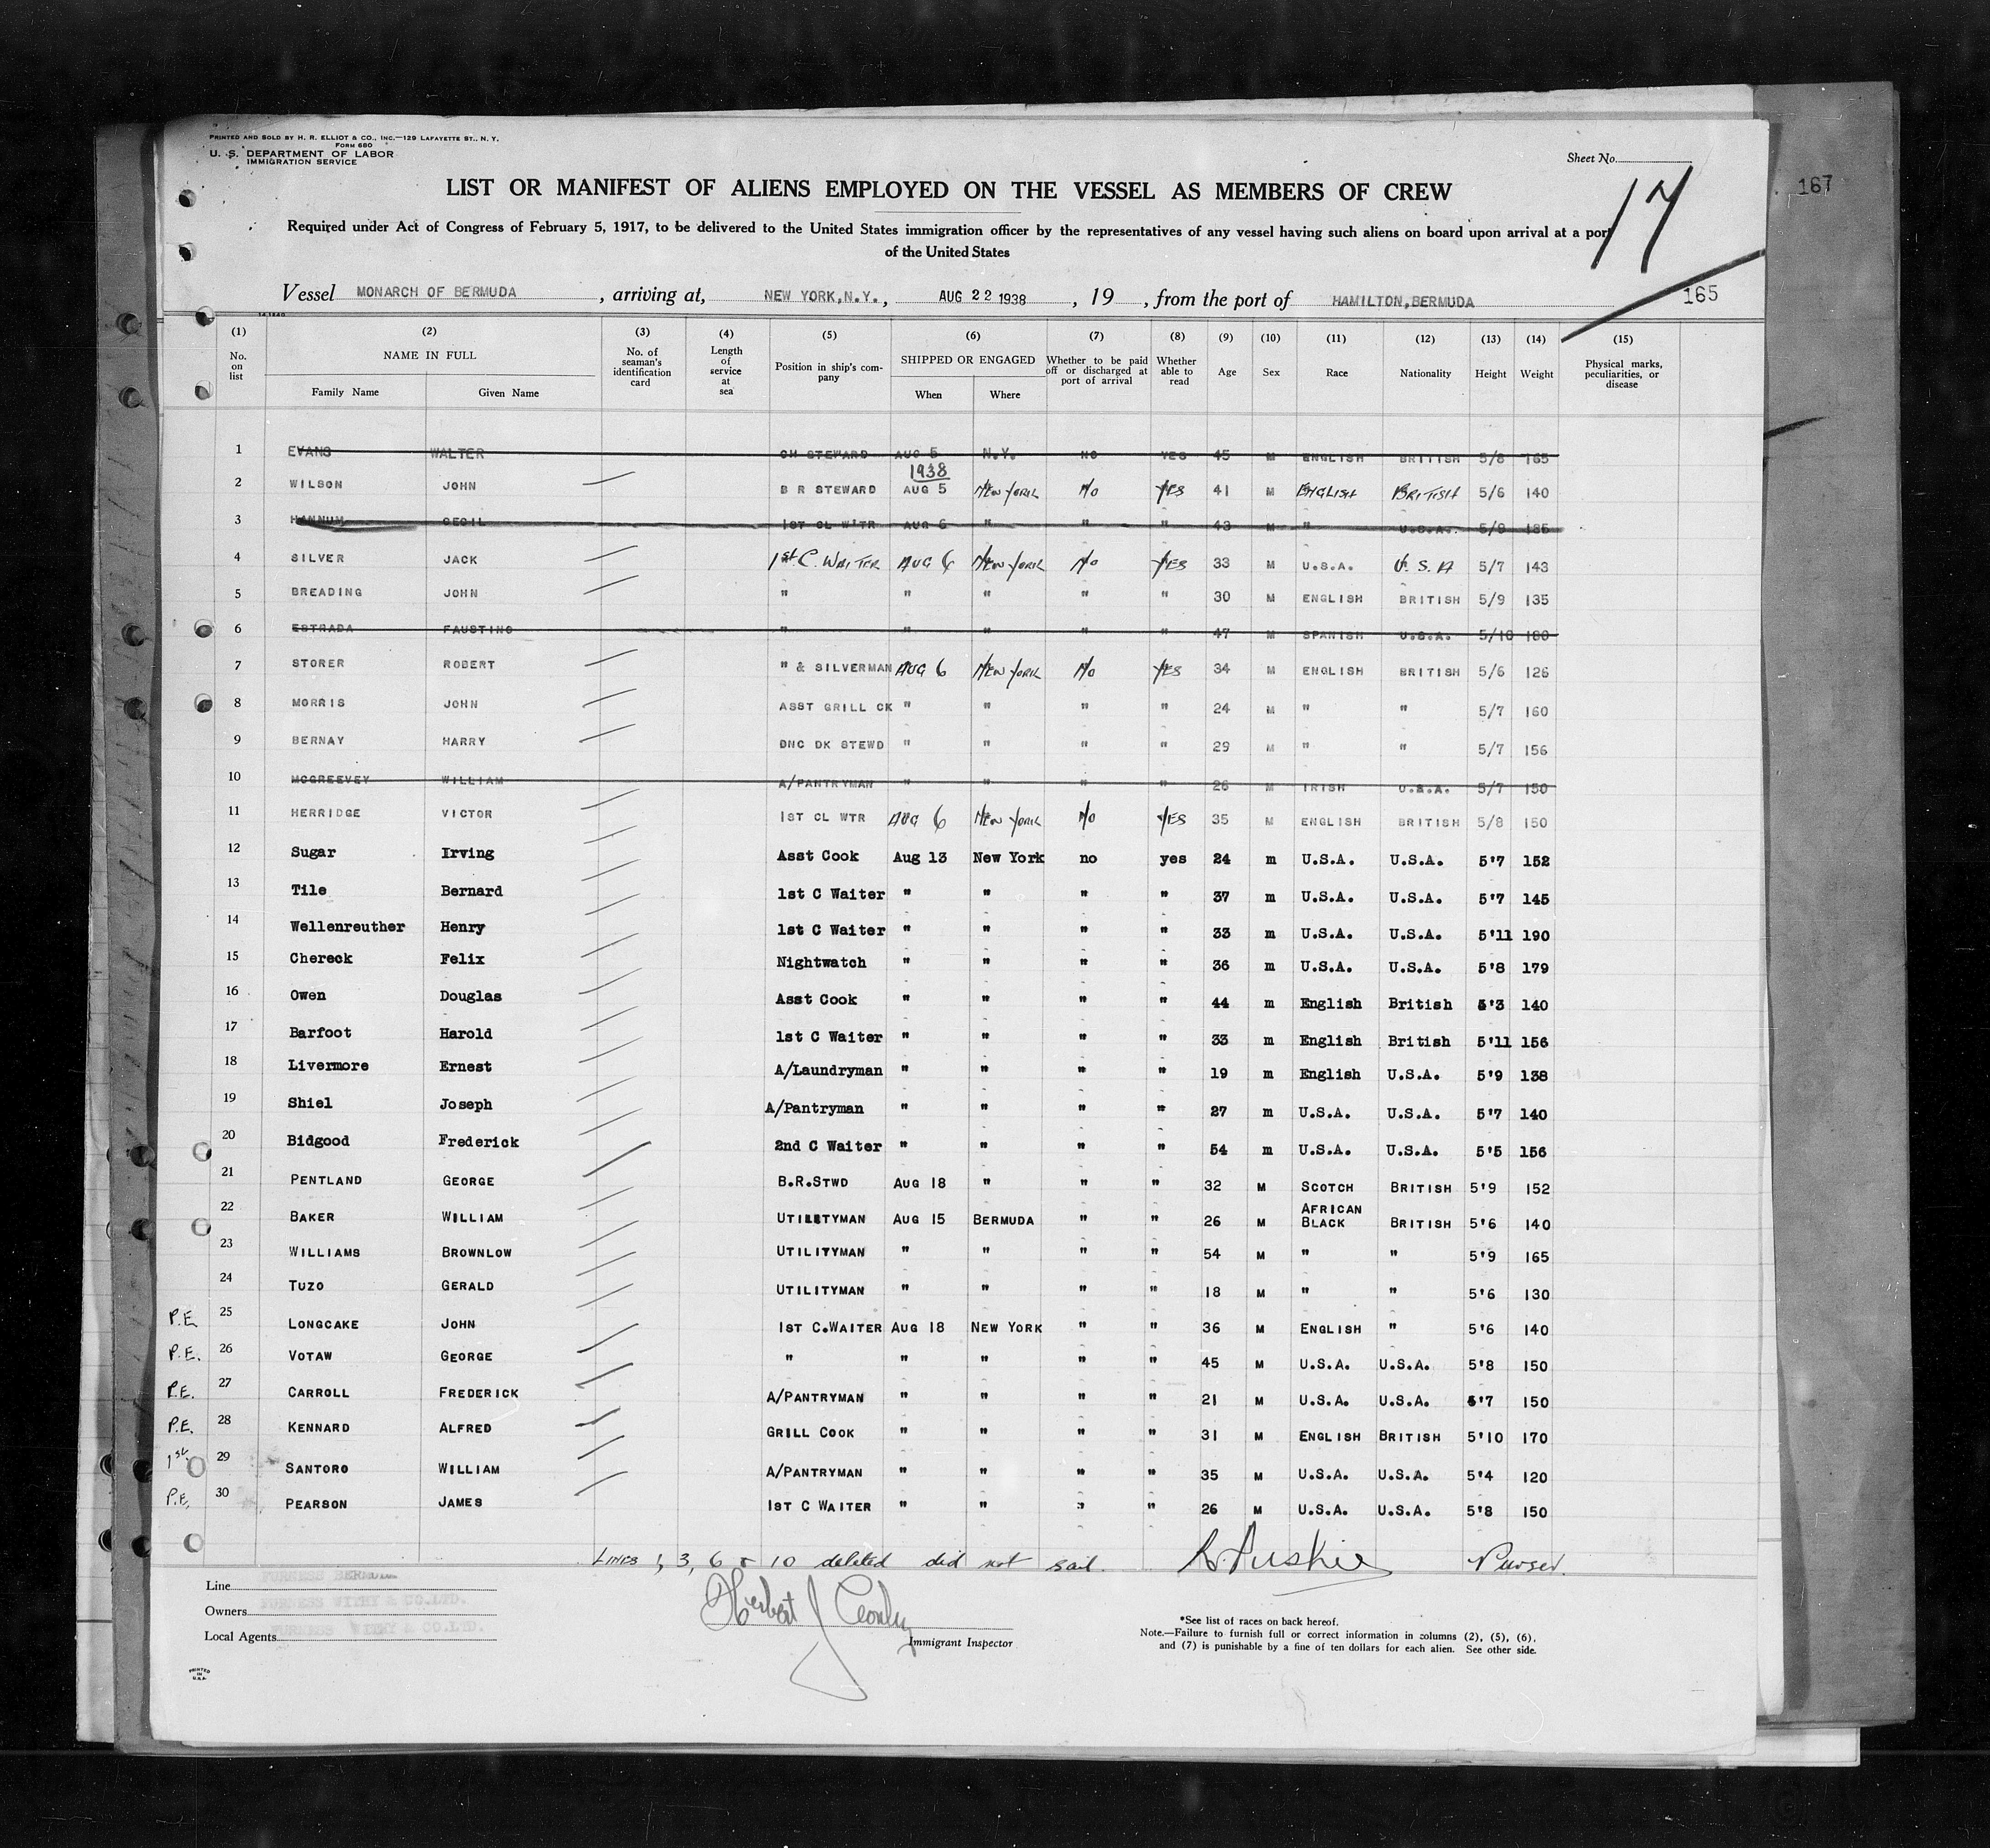 PRINTED AND SOLD BY H. R. ELLIOT & CO., INC.—129 LAFAYETTE ST., N. Y.
FORM 680
U. S. DEPARTMENT OF LABOR
IMMIGRATION SERVICE
Sheet No.
17
167
LIST OR MANIFEST OF ALIENS EMPLOYED ON THE VESSEL AS MEMBERS OF CREW
Required under Act of Congress of February 5, 1917, to be delivered to the United States immigration officer by the representatives of any vessel having such aliens on board upon arrival at a port
of the United States
Vessel MONARCH OF BERMUDA, arriving at, NEW YORK, N.Y., AUG 22 1938, 19, from the port of HAMILTON, BERMUDA
165
(1) (2) (3) (4) (5) (6) (7) (8) (9) (10) (11) (12) (13) (14) (15)
No. on list NAME IN FULL No. of seaman's identification card Length of service at sea Position in ship's company SHIPPED OR ENGAGED Whether to be paid off or discharged at port of arrival Whether able to read Age Sex Race Nationality Height Weight Physical marks, peculiarities, or disease
Family Name Given Name When Where
1 EVANS WALTER CH STEWARD AUG 5 N.Y. NO YES 45 M ENGLISH BRITISH 5/8 165
1938
2 WILSON JOHN B R STEWARD AUG 5 NEW YORK NO YES 41 M ENGLISH BRITISH 5/6 140
3 HANNUM CECIL 1ST CL WTR AUG 6 " " " 43 M " U.S.A. 5/9 185
4 SILVER JACK 1st C. WAITER AUG 6 NEW YORK NO YES 33 M U.S.A. U.S.A 5/7 143
5 BREADING JOHN " " " " " 30 M ENGLISH BRITISH 5/9 135
6 ESTRADA FAUSTINO " " " " " 47 M SPANISH U.S.A. 5/10 180
7 STORER ROBERT " & SILVERMAN AUG 6 NEW YORK NO YES 34 M ENGLISH BRITISH 5/6 126
8 MORRIS JOHN ASST GRILL CK " " " " 24 M " " 5/7 160
9 BERNAY HARRY DNC DK STEWD " " " " 29 M " " 5/7 156
10 MCGREEVEY WILLIAM A/PANTRYMAN " " " " 26 M IRISH U.S.A. 5/7 150
11 HERRIDGE VICTOR 1ST CL WTR AUG 6 NEW YORK NO YES 35 M ENGLISH BRITISH 5/8 150
12 Sugar Irving Asst Cook Aug 13 New York no yes 24 m U.S.A. U.S.A. 5'7 152
13 Tile Bernard 1st C Waiter " " " " 37 m U.S.A. U.S.A. 5'7 145
14 Wellenreuther Henry 1st C Waiter " " " " 33 m U.S.A. U.S.A. 5'11 190
15 Chereck Felix Nightwatch " " " " 36 m U.S.A. U.S.A. 5'8 179
16 Owen Douglas Asst Cook " " " " 44 m English British 5'3 140
17 Barfoot Harold 1st C Waiter " " " " 33 m English British 5'11 156
18 Livermore Ernest A/Laundryman " " " " 19 m English U.S.A. 5'9 138
19 Shiel Joseph A/Pantryman " " " " 27 m U.S.A. U.S.A. 5'7 140
20 Bidgood Frederick 2nd C Waiter " " " " 54 m U.S.A. U.S.A. 5'5 156
21 PENTLAND GEORGE B.R.STWD AUG 18 " " " 32 M SCOTCH BRITISH 5'9 152
22 BAKER WILLIAM UTILITYMAN AUG 15 BERMUDA " " 26 M AFRICAN BLACK BRITISH 5'6 140
23 WILLIAMS BROWNLOW UTILITYMAN " " " " 54 M " " 5'9 165
24 TUZO GERALD UTILITYMAN " " " " 18 M " " 5'6 130
P.E. 25 LONGCAKE JOHN 1ST C.WAITER AUG 18 NEW YORK " " 36 M ENGLISH " 5'6 140
P.E. 26 VOTAW GEORGE " " " " " 45 M U.S.A. U.S.A. 5'8 150
P.E. 27 CARROLL FREDERICK A/PANTRYMAN " " " " 21 M U.S.A. U.S.A. 5'7 150
P.E. 28 KENNARD ALFRED GRILL COOK " " " " 31 M ENGLISH BRITISH 5'10 170
1st 29 SANTORO WILLIAM A/PANTRYMAN " " " " 35 M U.S.A. U.S.A. 5'4 120
P.E. 30 PEARSON JAMES 1ST C WAITER " " " " 26 M U.S.A. U.S.A. 5'8 150
Lines 1, 3, 6 & 10 deleted did not sail. Purser.
Line FURNESS BERMUDA
Owners FURNESS WITHY & CO.LTD.
Local Agents FURNESS WITHY & CO.LTD.
Herbert J
Immigrant Inspector
*See list of races on back hereof.
Note.—Failure to furnish full or correct information in columns (2), (5), (6),
and (7) is punishable by a fine of ten dollars for each alien. See other side.
PRINTED
IN
U.S.A.